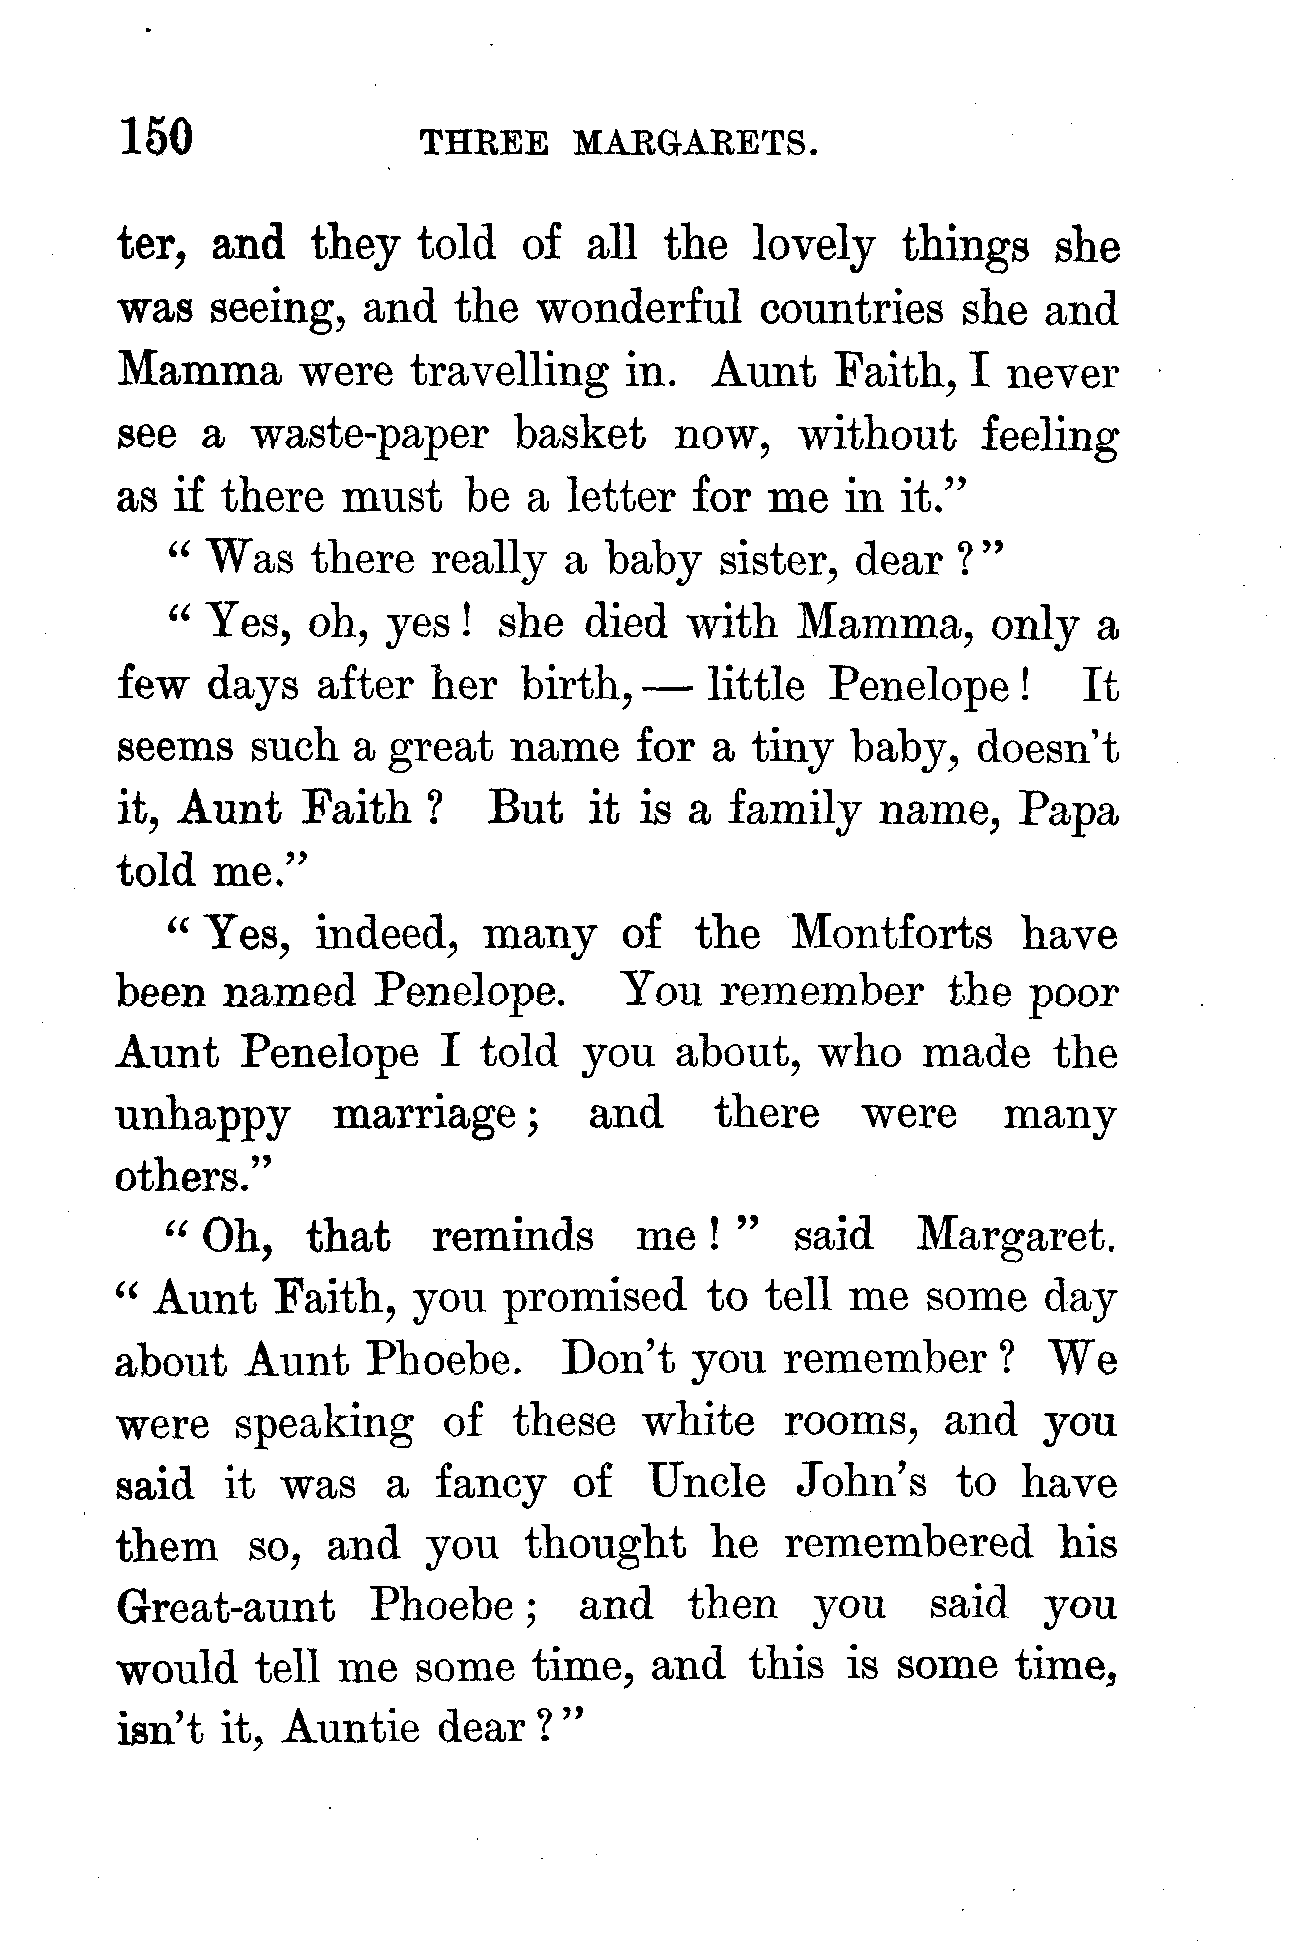 150 THREE MARGARETS.
ter, and they told of all the lovely things she
was seeing, and the wonderful countries she and
Mamma were travelling in. Aunt Faith, I never
see a waste-paper basket now, without feeling
as if there must be a letter for me in it.”
“ Was there really a baby sister, dear ?”
“ Yes, oh, yes ! she died with Mamma, only a
few days after her birth, — little Penelope ! It
seems such a great name for a tiny baby, doesn’t
it, Aunt Faith ? But it is a family name, Papa
told me.”
“ Yes, indeed, many of the Montforts have
been named Penelope. You remember the poor
Aunt Penelope I told you about, who made the
unhappy marriage ; and there were many
others.”
“ Oh, that reminds me ! ” said Margaret.
“ Aunt Faith, you promised to tell me some day
about Aunt Phoebe. Don’t you remember ? We
were speaking of these white rooms, and you
said it was a fancy of Uncle John’s to have
them so, and you thought he remembered his
Great-aunt Phoebe ; and then you said you
would tell me some time, and this is some time,
isn’t it, Auntie dear ?”